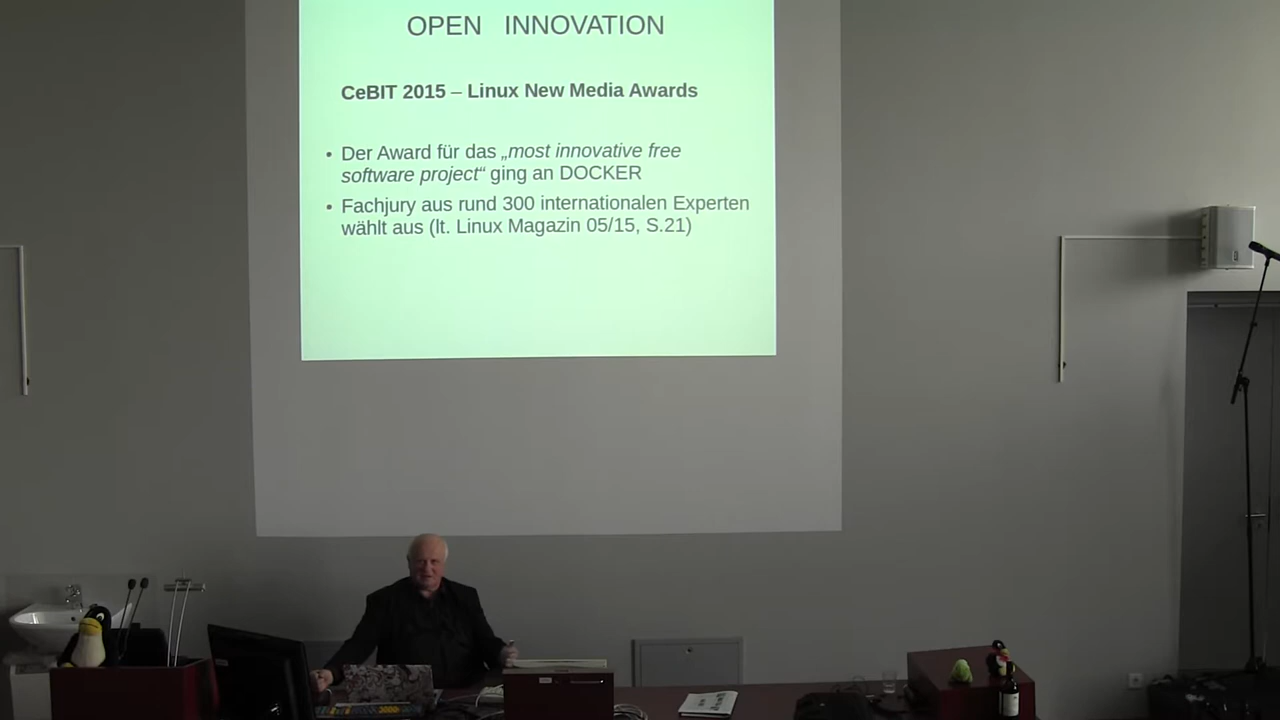 OPEN INNOVATION
CeBIT 2015 – Linux New Media Awards
• Der Award für das „most innovative free
software project“ ging an DOCKER
• Fachjury aus rund 300 internationalen Experten
wählt aus (lt. Linux Magazin 05/15, S.21)